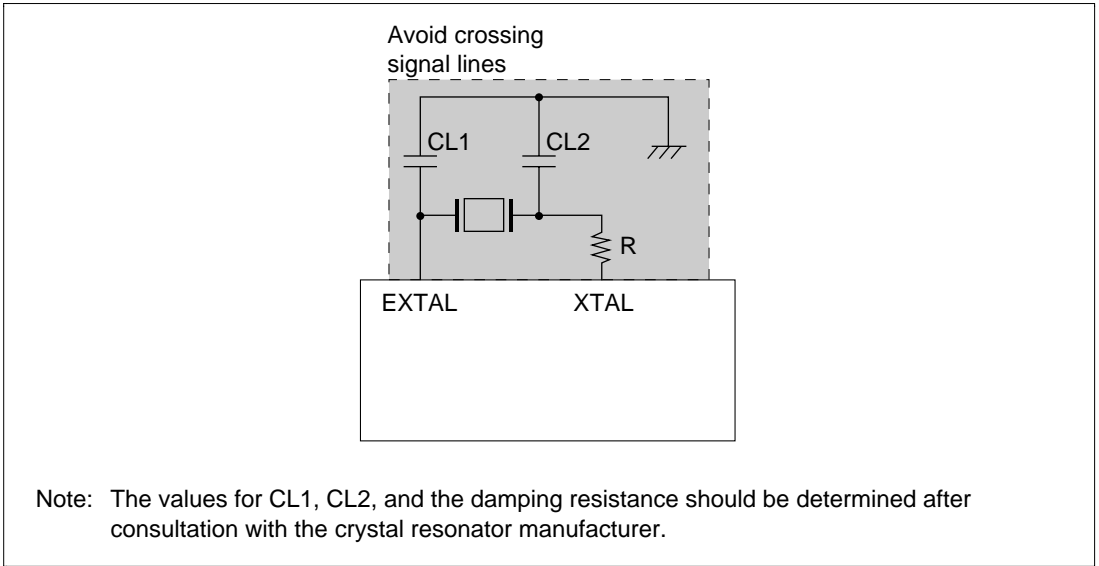 Avoid crossing
signal lines
CL1 CL2
R
EXTAL XTAL
Note: The values for CL1, CL2, and the damping resistance should be determined after
consultation with the crystal resonator manufacturer.